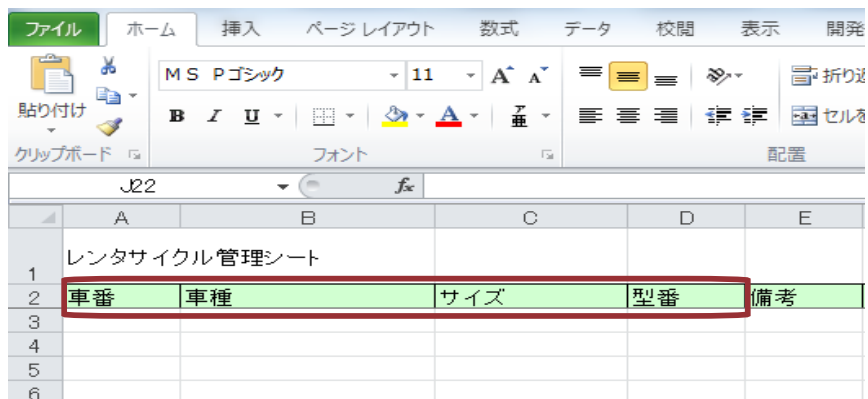 ファイル ホーム 挿入 ページ レイアウト 数式 データ 校閲 表示 開発
ＭＳ Ｐゴシック 11 A A 折り返
貼り付け B I U A ア亜 セルを
クリップボード フォント 配置
J22 fx
A B C D E
1 レンタサイクル管理シート
2 車番 車種 サイズ 型番 備考
3
4
5
6